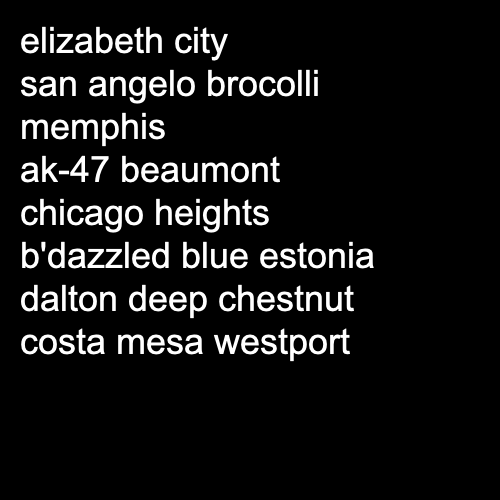 elizabeth city
san angelo brocolli
memphis
ak-47 beaumont
chicago heights
b'dazzled blue estonia
dalton deep chestnut
costa mesa westport